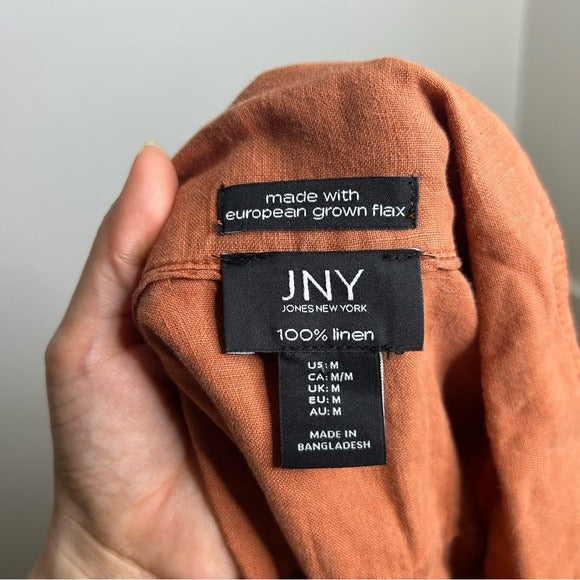 made with
european grown flax
JNY
JONES NEW YORK
100% linen
US: M
CA: M/M
UK: M
EU: M
AU: M
MADE IN
BANGLADESH